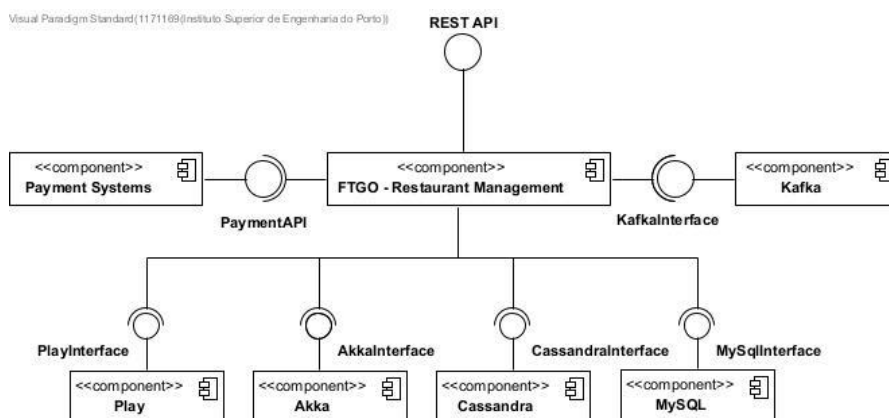 Visual Paradigm Standard(1171169(Instituto Superior de Engenharia do Porto))
REST API
<<component>>
Payment Systems
<<component>>
FTGO - Restaurant Management
<<component>>
Kafka
PaymentAPI
KafkaInterface
PlayInterface
AkkaInterface
CassandraInterface
MySqlInterface
<<component>>
Play
<<component>>
Akka
<<component>>
Cassandra
<<component>>
MySQL